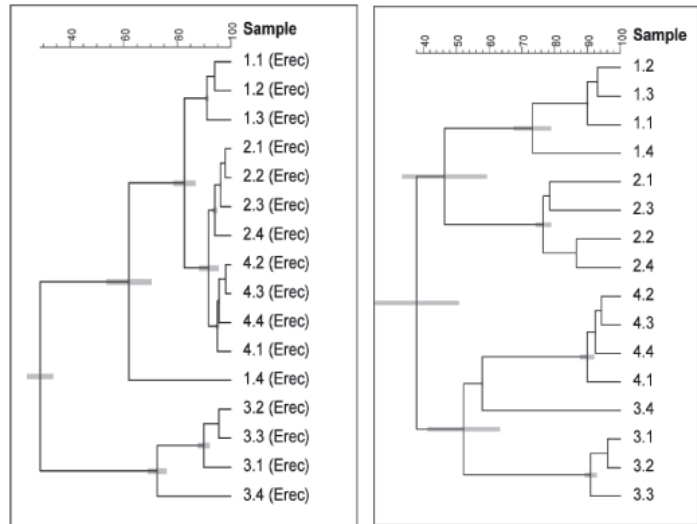 Sample
40
60
80
100
1.1 (Erec)
1.2 (Erec)
1.3 (Erec)
2.1 (Erec)
2.2 (Erec)
2.3 (Erec)
2.4 (Erec)
4.2 (Erec)
4.3 (Erec)
4.4 (Erec)
4.1 (Erec)
1.4 (Erec)
3.2 (Erec)
3.3 (Erec)
3.1 (Erec)
3.4 (Erec)
Sample
40
50
60
70
80
90
100
1.2
1.3
1.1
1.4
2.1
2.3
2.2
2.4
4.2
4.3
4.4
4.1
3.4
3.1
3.2
3.3